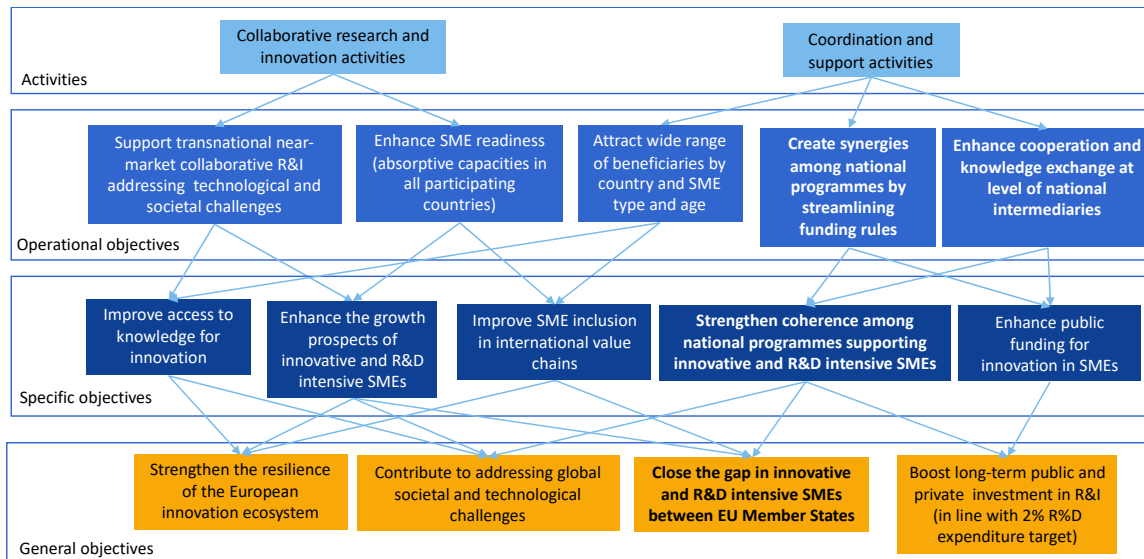 Collaborative research and
innovation activities
Coordination and
support activities
Activities
Support transnational near-
market collaborative R&I
addressing technological and
societal challenges
Enhance SME readiness
(absorptive capacities in
all participating
countries)
Attract wide range
of beneficiaries by
country and SME
type and age
Create synergies
among national
programmes by
streamlining
funding rules
Enhance cooperation and
knowledge exchange at
level of national
intermediaries
Operational objectives
Improve access to
knowledge for
innovation
Enhance the growth
prospects of
innovative and R&D
intensive SMEs
Improve SME inclusion
in international value
chains
Strengthen coherence among
national programmes supporting
innovative and R&D intensive SMEs
Enhance public
funding for
innovation in SMEs
Specific objectives
Strengthen the resilience
of the European
innovation ecosystem
Contribute to addressing global
societal and technological
challenges
Close the gap in innovative
and R&D intensive SMEs
between EU Member States
Boost long-term public and
private investment in R&I
(in line with 2% R%D
expenditure target)
General objectives